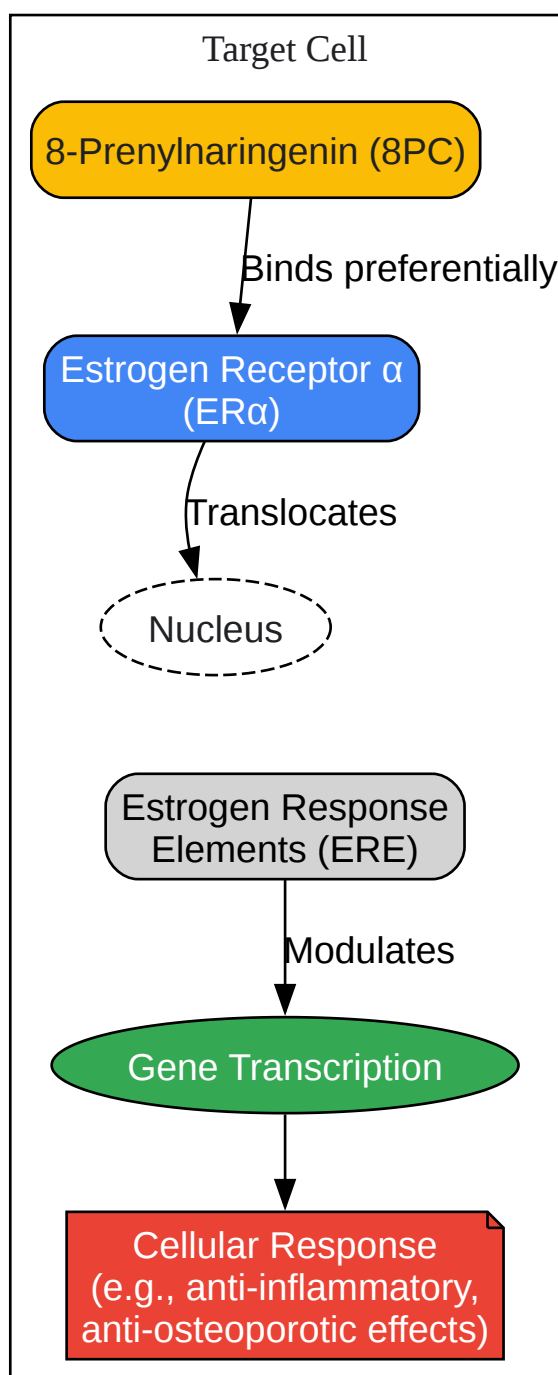 Target Cell
8-Prenylnaringenin (8PC)
Binds preferentially
Estrogen Receptor α
(ERα)
Translocates
Nucleus
Estrogen Response
Elements (ERE)
Modulates
Gene Transcription
Cellular Response
(e.g., anti-inflammatory,
anti-osteoporotic effects)